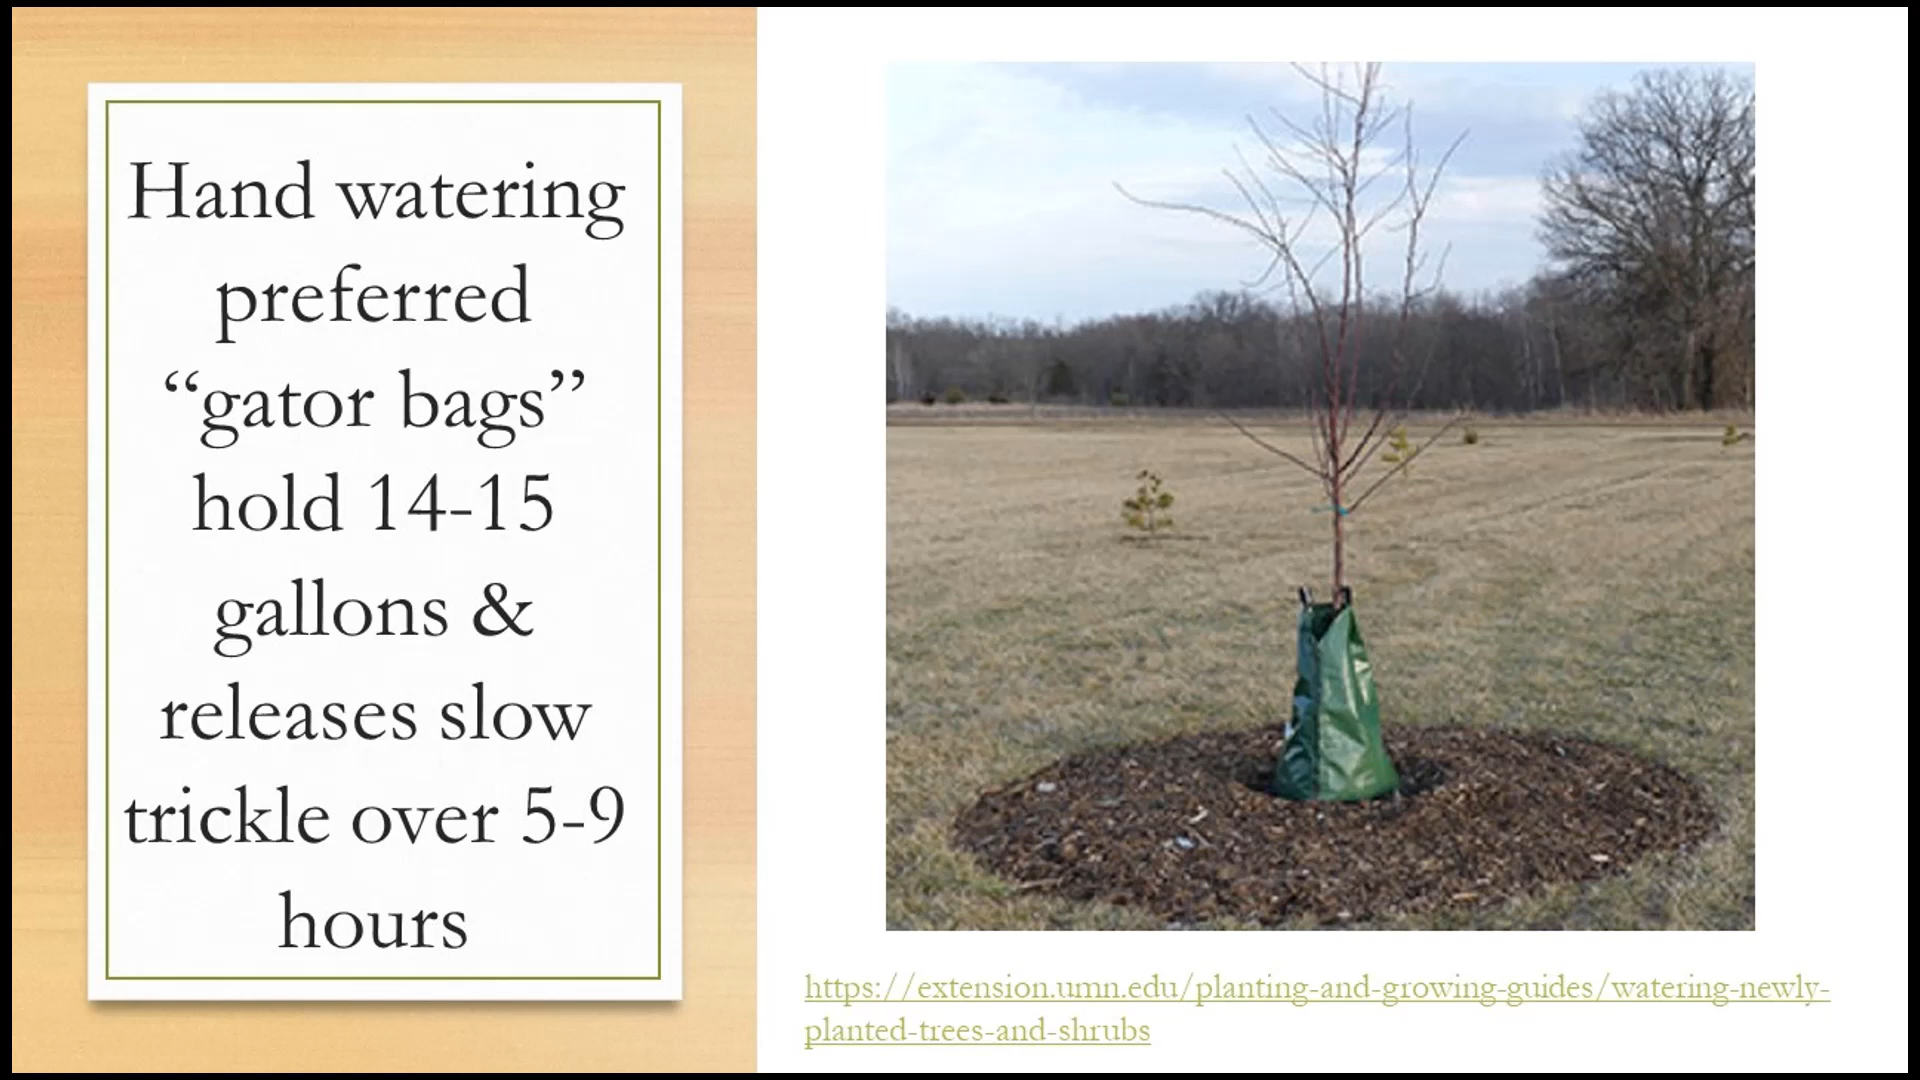 Hand watering
preferred
“gator bags”
hold 14-15
gallons &
releases slow
trickle over 5-9
hours
https://extension.umn.edu/planting-and-growing-guides/watering-newly-
planted-trees-and-shrubs